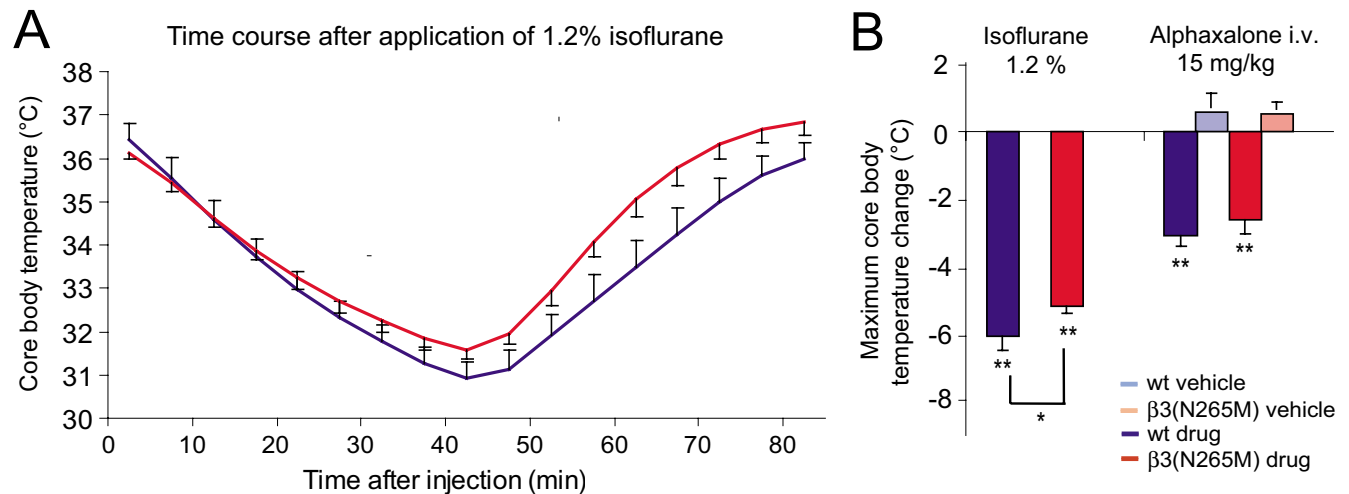 A
Time course after application of 1.2% isoflurane
Core body temperature (°C)
38
37
36
35
34
33
32
31
30
0
10
20
30
40
50
60
70
80
Time after injection (min)
B
Isoflurane
1.2 %
Alphaxalone i.v.
15 mg/kg
Maximum core body
temperature change (°C)
2
0
-2
-4
-6
-8
**
**
*
**
**
wt vehicle
β3(N265M) vehicle
wt drug
β3(N265M) drug